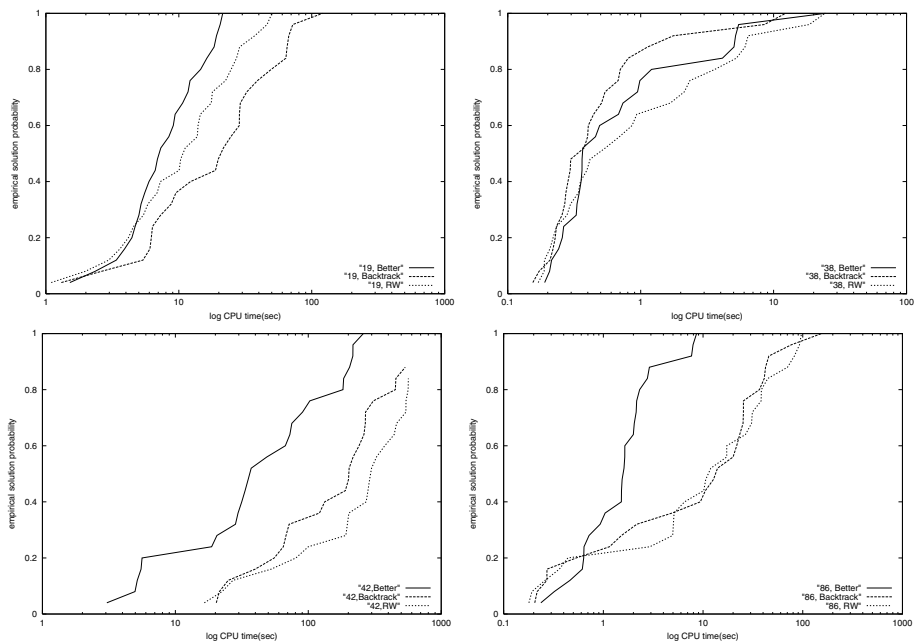 1
0.8
0.6
0.4
0.2
0
empirical solution probability
1
10
100
1000
log CPU time(sec)
"19, Better"
"19, Backtrack"
"19, RW"
1
0.8
0.6
0.4
0.2
0
empirical solution probability
0.1
1
10
100
log CPU time(sec)
"38, Better"
"38, Backtrack"
"38, RW"
1
0.8
0.6
0.4
0.2
0
empirical solution probability
1
10
100
1000
log CPU time(sec)
"42,Better"
"42,Backtrack"
"42,RW"
1
0.8
0.6
0.4
0.2
0
empirical solution probability
0.1
1
10
100
1000
log CPU time(sec)
"86, Better"
"86, Backtrack"
"86, RW"